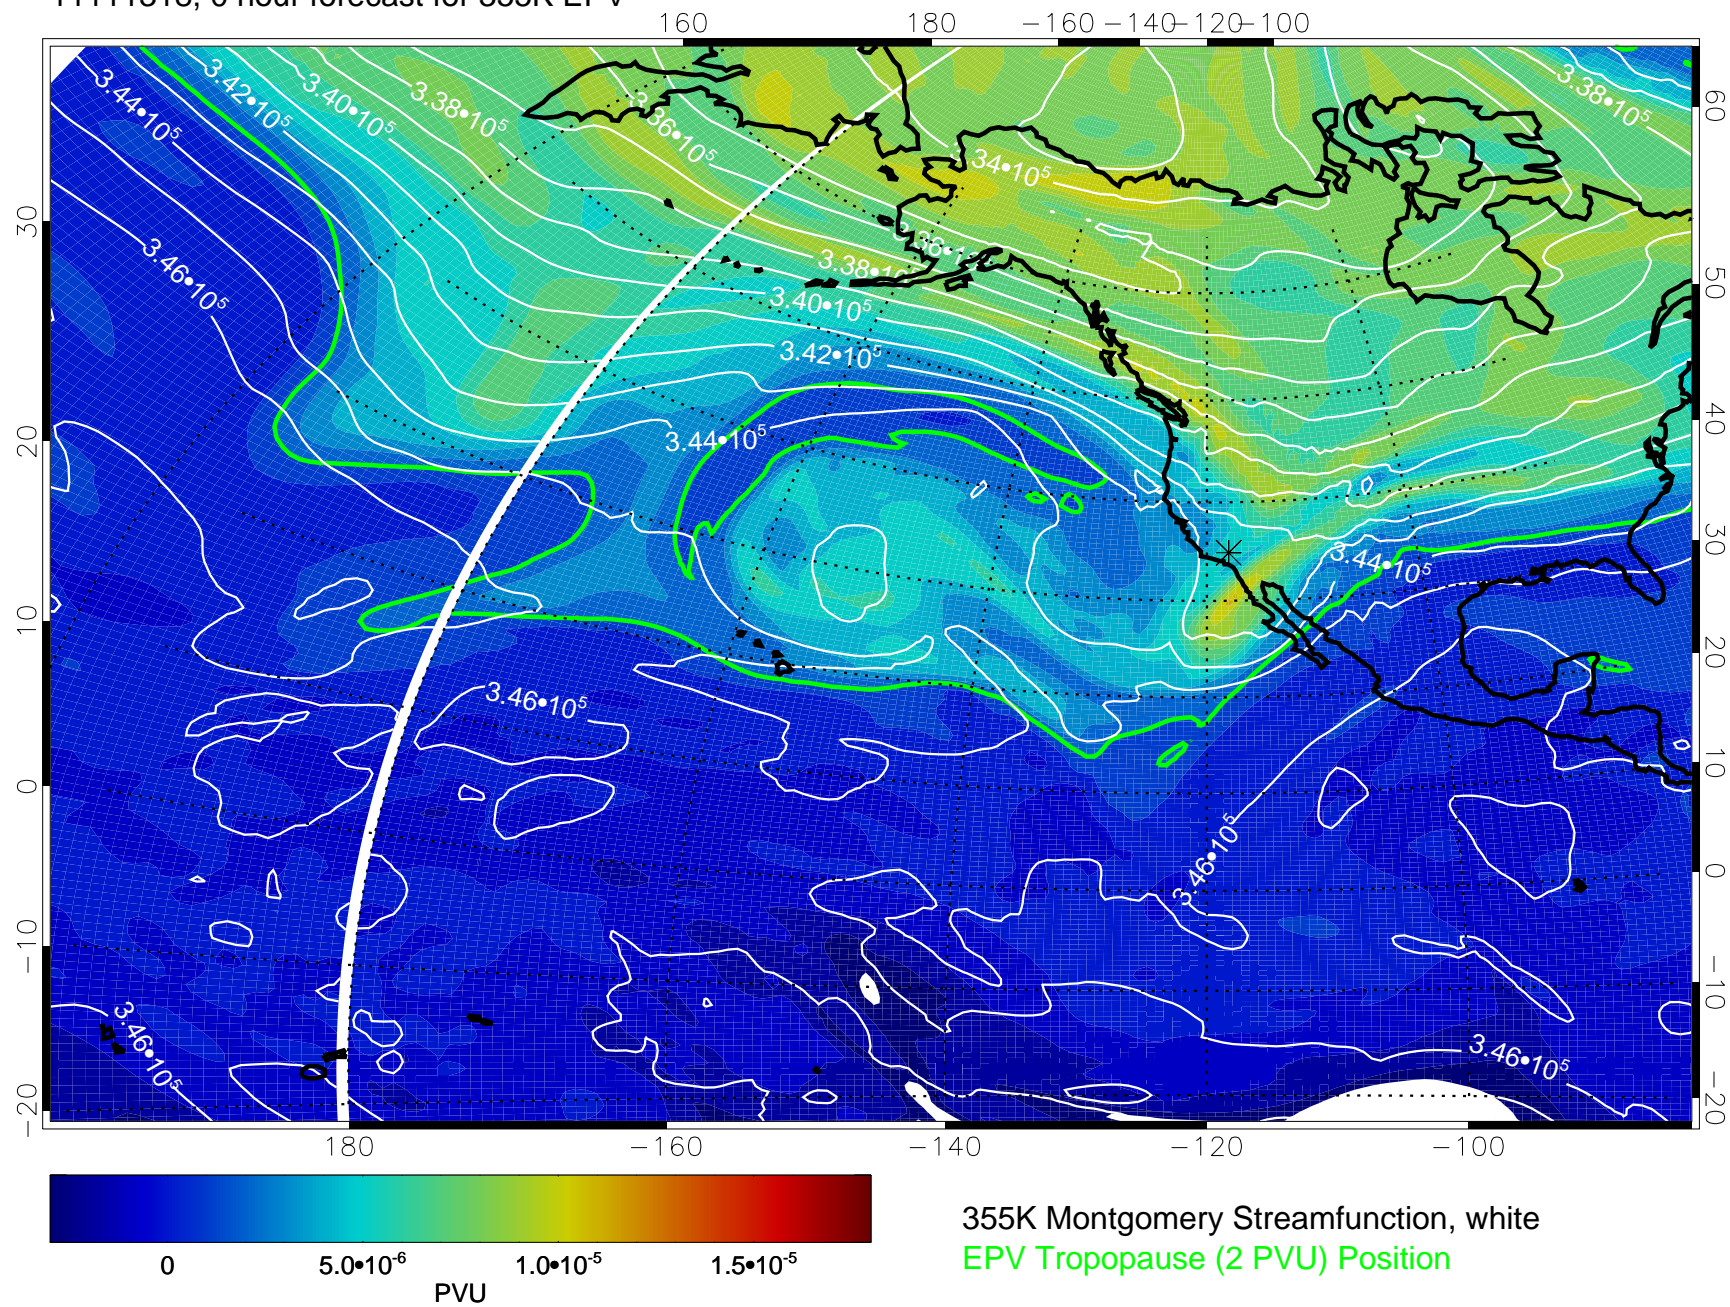 160 180 −160 −140 −120 −100
3.44•10⁵ 3.42•10⁵ 3.40•10⁵ 3.38•10⁵ 3.36•10⁵ 3.38•10⁵
34•10⁵
3.46•10⁵ 3.36•1
3.38•10
3.40•10⁵
3.42•10⁵
3.44•10⁵
3.44•10⁵
3.46•10⁵
3.46•10⁵
3.46•10⁵ 3.46•10⁵
30 20 10 0 −10 −20
60 50 40 30 20 10 0 −10 −20
180 −160 −140 −120 −100
0 5.0•10⁻⁶ 1.0•10⁻⁵ 1.5•10⁻⁵
PVU
355K Montgomery Streamfunction, white
EPV Tropopause (2 PVU) Position